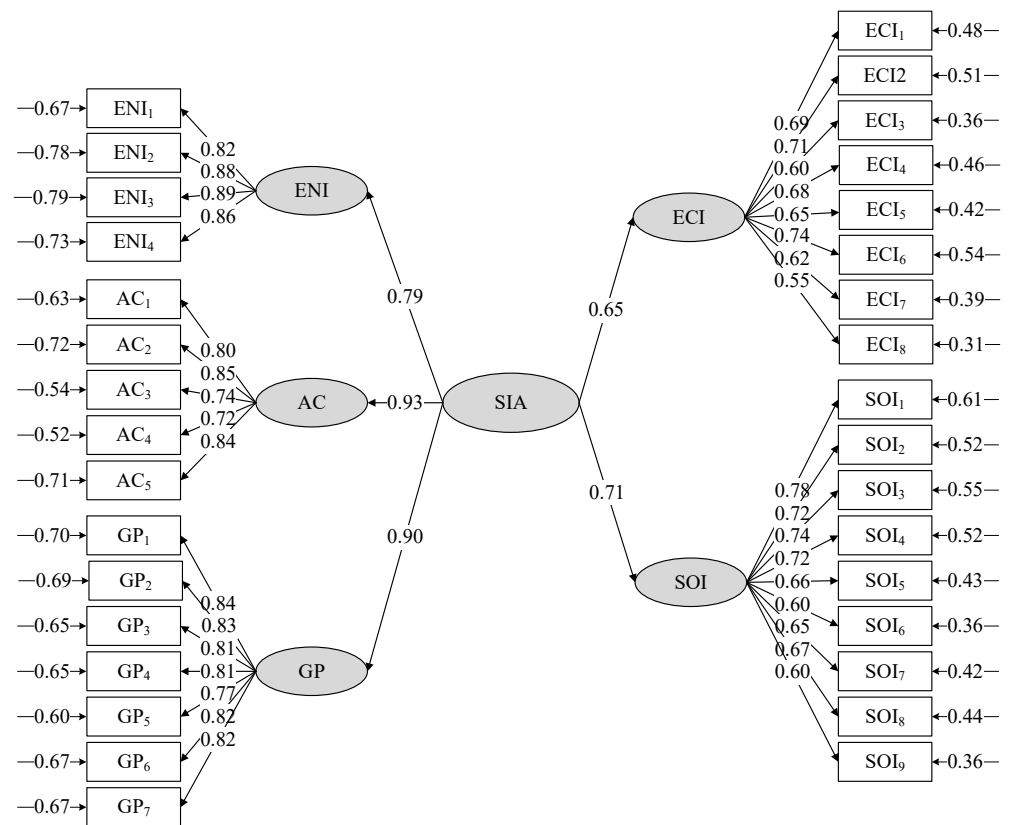 0.67 ENI₁
0.78 ENI₂
0.79 ENI₃
0.73 ENI₄
0.82
0.88
0.89
0.86
ENI
0.63 AC₁
0.72 AC₂
0.54 AC₃
0.52 AC₄
0.71 AC₅
0.80
0.85
0.74
0.72
0.84
AC
0.70 GP₁
0.69 GP₂
0.65 GP₃
0.65 GP₄
0.60 GP₅
0.67 GP₆
0.67 GP₇
0.84
0.83
0.81
0.81
0.77
0.82
0.82
GP
0.79
0.93
0.90
SIA
0.65
0.71
ECI
0.69
0.71
0.60
0.68
0.65
0.74
0.62
0.55
ECI₁ 0.48
ECI2 0.51
ECI₃ 0.36
ECI₄ 0.46
ECI₅ 0.42
ECI₆ 0.54
ECI₇ 0.39
ECI₈ 0.31
SOI
0.78
0.72
0.74
0.72
0.66
0.60
0.65
0.67
0.60
SOI₁ 0.61
SOI₂ 0.52
SOI₃ 0.55
SOI₄ 0.52
SOI₅ 0.43
SOI₆ 0.36
SOI₇ 0.42
SOI₈ 0.44
SOI₉ 0.36